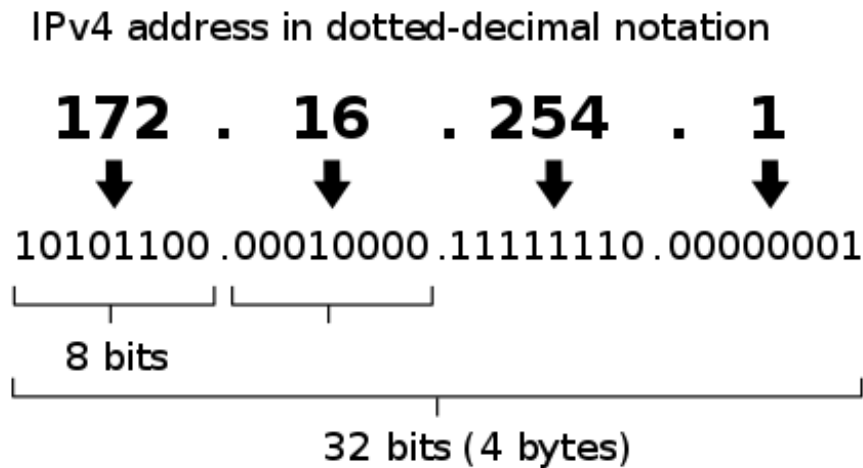 IPv4 address in dotted-decimal notation
172 . 16 . 254 . 1
10101100 .00010000 .11111110 .00000001
8 bits
32 bits (4 bytes)